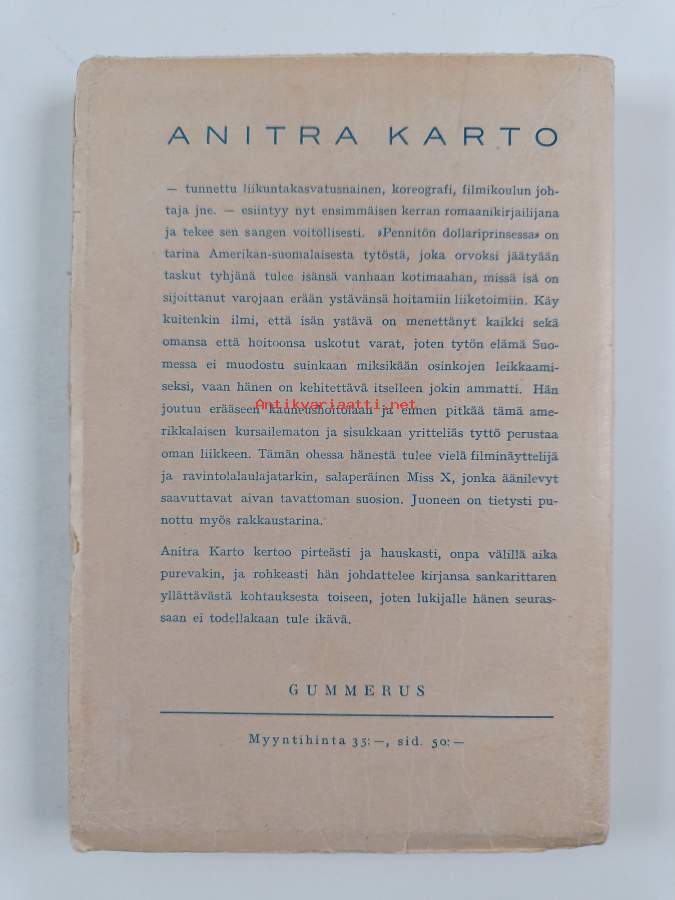 ANITRA KARTO
— tunnettu liikuntakasvatusnainen, koreografi, filmikoulun joh-
taja jne. — esiintyy nyt ensimmäisen kerran romaanikirjailijana
ja tekee sen sangen voitollisesti. »Pennitön dollariprinsessa» on
tarina Amerikan-suomalaisesta tytöstä, joka orvoksi jäätyään
taskut tyhjänä tulee isänsä vanhaan kotimaahan, missä isä on
sijoittanut varojaan erään ystävänsä hoitamiin liiketoimiin. Käy
kuitenkin ilmi, että isän ystävä on menettänyt kaikki sekä
omansa että hoitoonsa uskotut varat, joten tytön elämä Suo-
messa ei muodostu suinkaan miksikään osinkojen leikkaami-
seksi, vaan hänen on kehitettävä itselleen jokin ammatti. Hän
joutuu erääseen kauneushoitolaan ja ennen pitkää tämä ame-
Antikvariaatti.net
rikkalaisen kursailematon ja sisukkaan yritteliäs tyttö perustaa
oman liikkeen. Tämän ohessa hänestä tulee vielä filminäyttelijä
ja ravintolalaulajatarkin, salaperäinen Miss X, jonka äänilevyt
saavuttavat aivan tavattoman suosion. Juoneen on tietysti pu-
nottu myös rakkaustarina.
Anitra Karto kertoo pirteästi ja hauskasti, onpa välillä aika
purevakin, ja rohkeasti hän johdattelee kirjansa sankarittaren
yllättävästä kohtauksesta toiseen, joten lukijalle hänen seuras-
saan ei todellakaan tule ikävä.
GUMMERUS
Myyntihinta 35:—, sid. 50:—